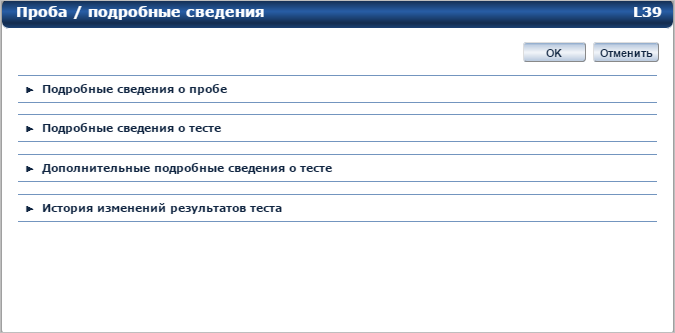 Проба / подробные сведения L39
OK Отменить
Подробные сведения о пробе
Подробные сведения о тесте
Дополнительные подробные сведения о тесте
История изменений результатов теста